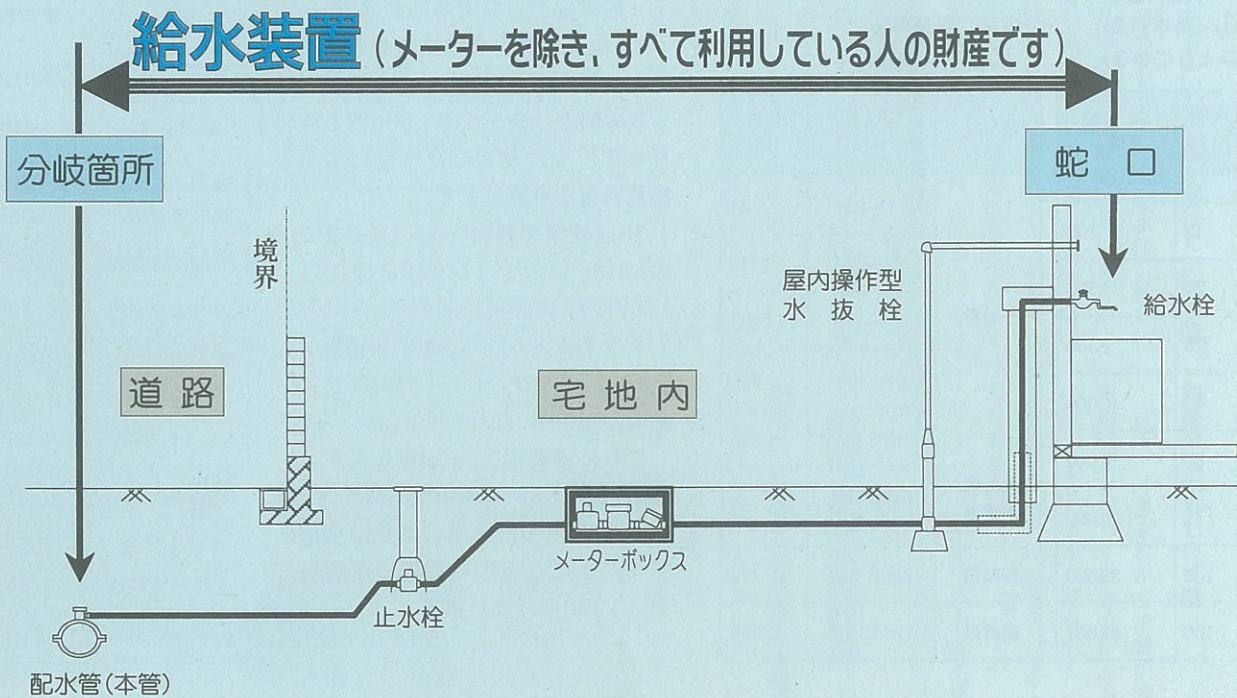 給水装置(メーターを除き、すべて利用している人の財産です)
分岐箇所
蛇 口
境界
屋内操作型
水 抜 栓
給水栓
道 路
宅 地 内
メーターボックス
止水栓
配水管(本管)